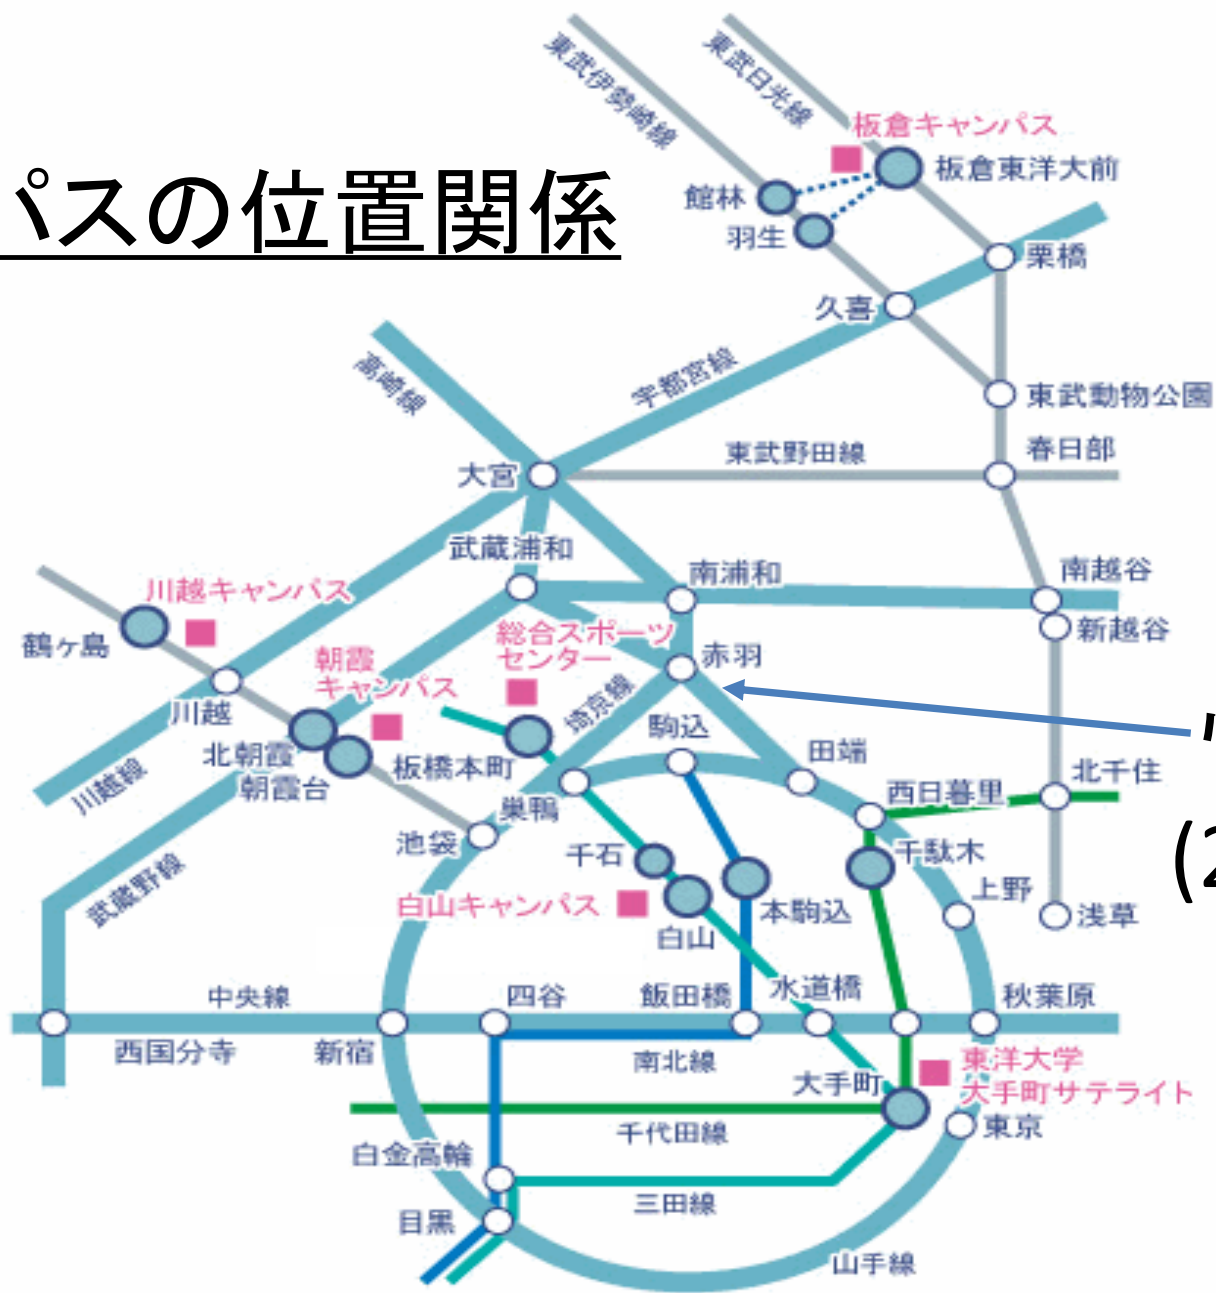 東武伊勢崎線
東武日光線
板倉キャンパス
板倉東洋大前
パスの位置関係
館林
羽生
栗橋
久喜
高崎線
宇都宮線
東武動物公園
大宮
東武野田線
春日部
武蔵浦和
南浦和
南越谷
川越キャンパス
新越谷
鶴ヶ島
総合スポーツ
センター
赤羽
朝霞
キャンパス
埼京線
川越
駒込
田端
北朝霞
朝霞台
板橋本町
川越線
西日暮里
北千住
巣鴨
池袋
千石
千駄木
(2
武蔵野線
白山キャンパス
本駒込
上野
浅草
白山
中央線
四谷
飯田橋
水道橋
秋葉原
西国分寺
新宿
南北線
大手町
東洋大学
大手町サテライト
千代田線
東京
白金高輪
三田線
目黒
山手線